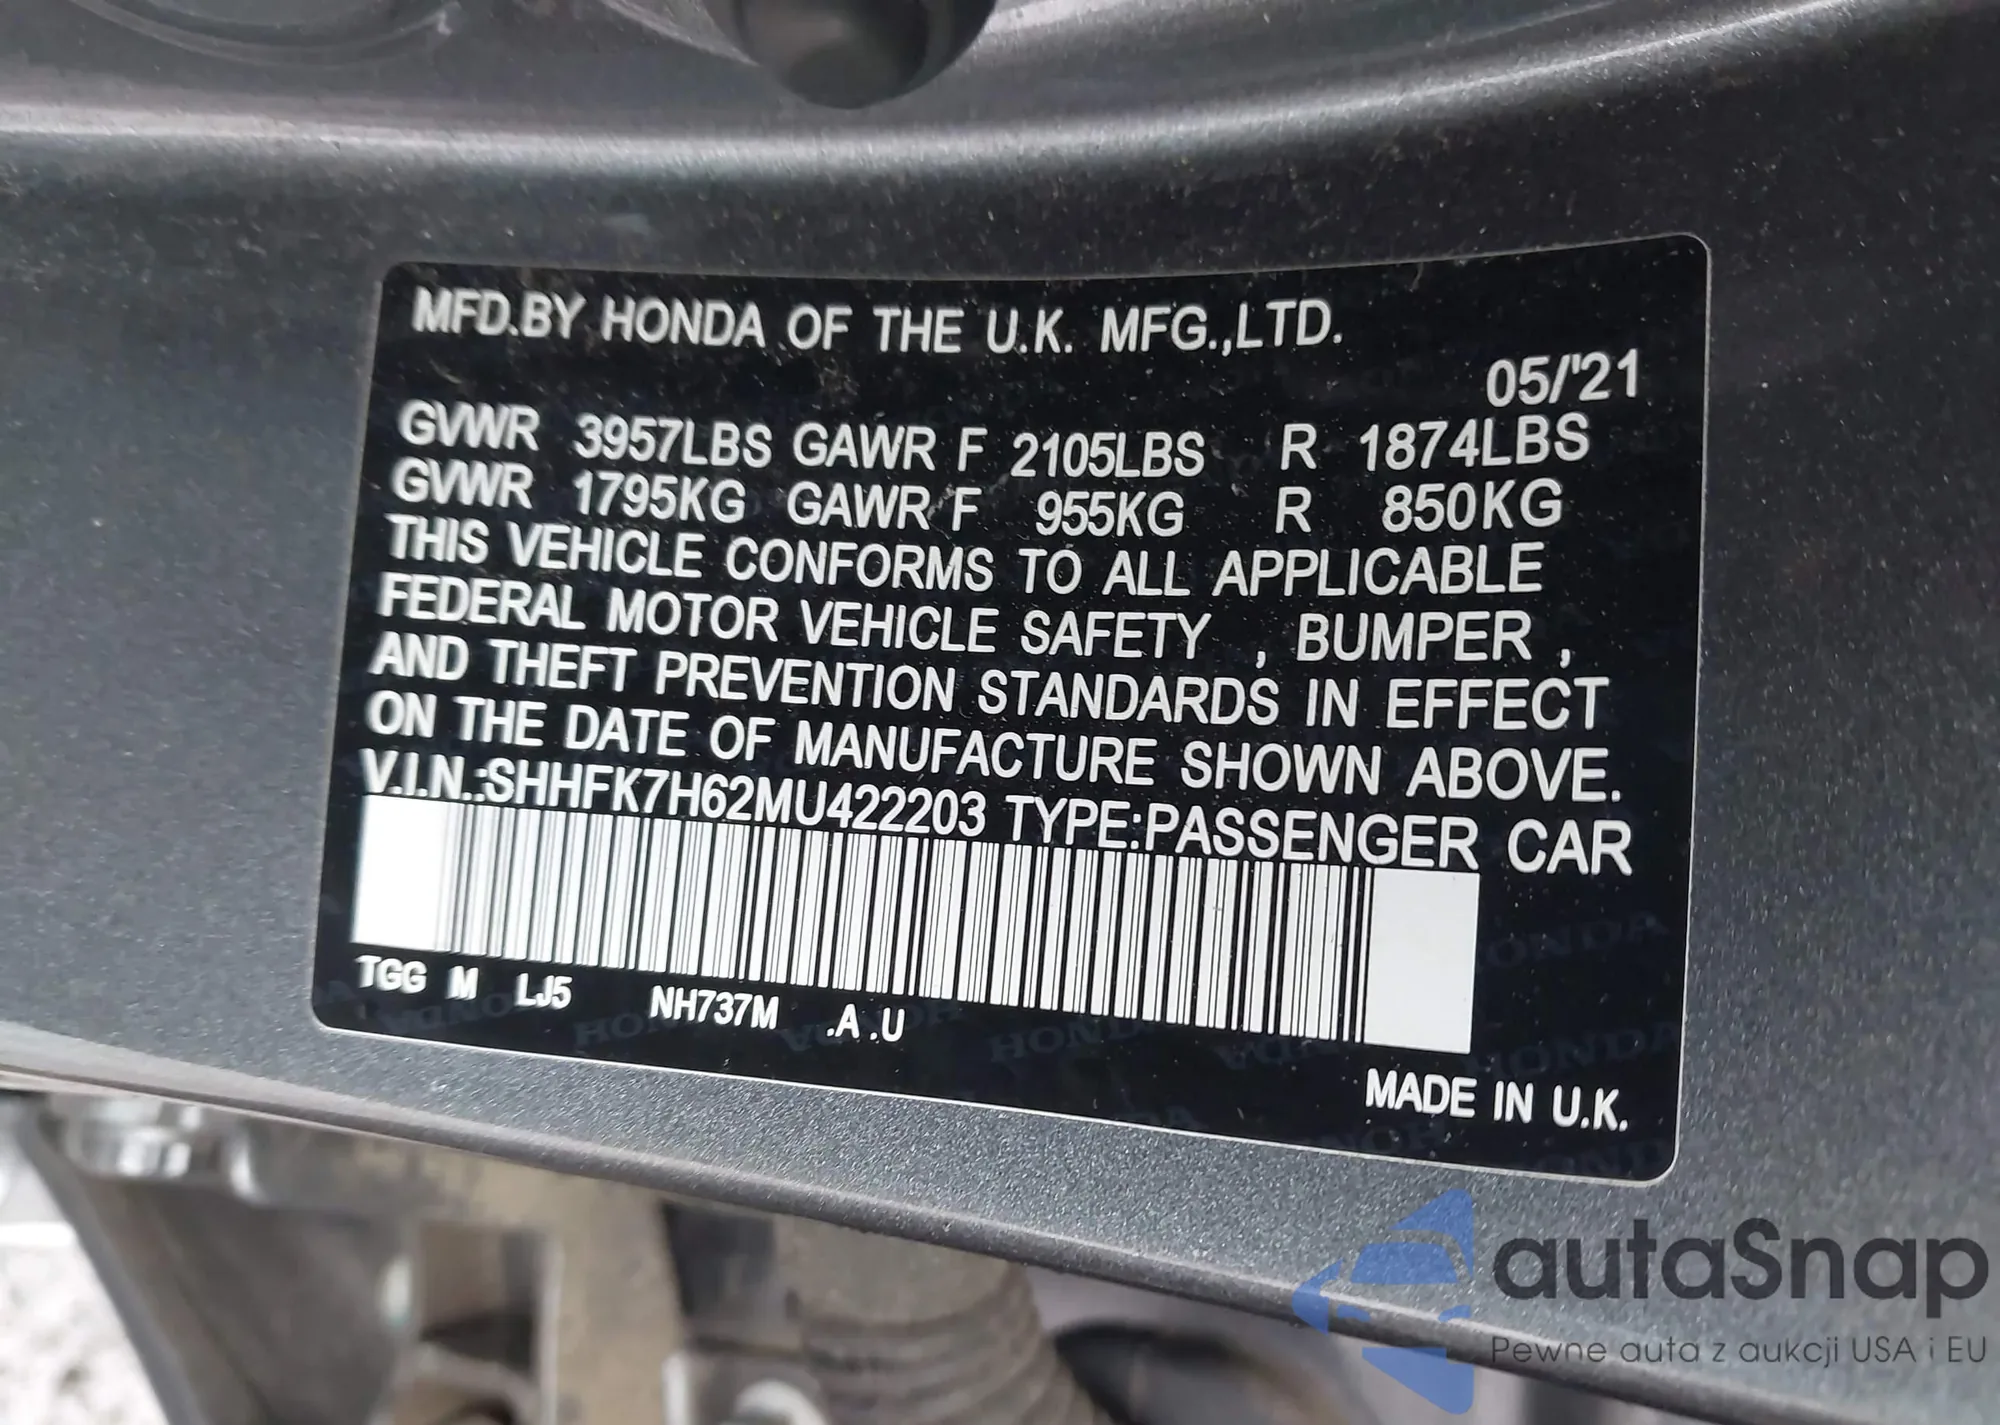 MFD.BY HONDA OF THE U.K. MFG.,LTD.
05/'21
GVWR 3957LBS GAWR F 2105LBS R 1874LBS
GVWR 1795KG GAWR F 955KG R 850KG
THIS VEHICLE CONFORMS TO ALL APPLICABLE
FEDERAL MOTOR VEHICLE SAFETY , BUMPER ,
AND THEFT PREVENTION STANDARDS IN EFFECT
ON THE DATE OF MANUFACTURE SHOWN ABOVE.
V.I.N.:SHHFK7H62MU422203 TYPE:PASSENGER CAR
TGG M LJ5 NH737M .A .U
MADE IN U.K.
autaSnap
Pewne auta z aukcji USA i EU